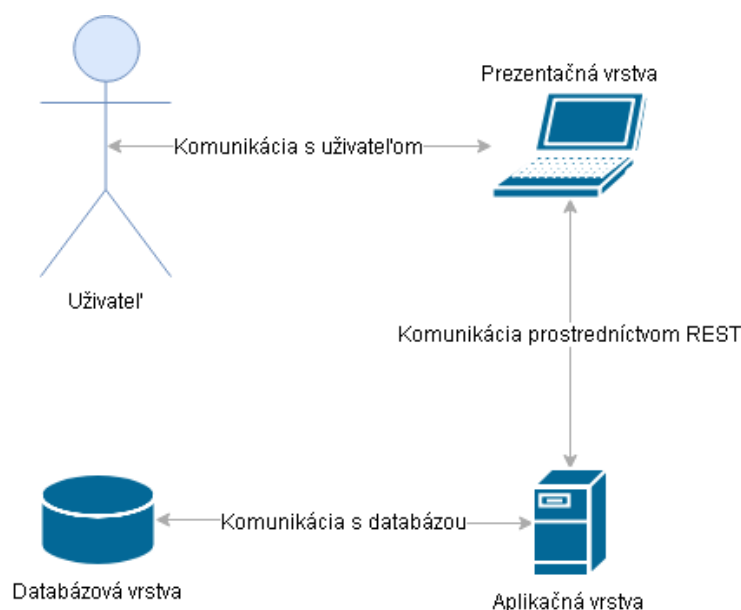 Prezentačná vrstva
Komunikácia s uživateľom
Uživateľ
Komunikácia prostredníctvom REST
Komunikácia s databázou
Databázová vrstva
Aplikačná vrstva